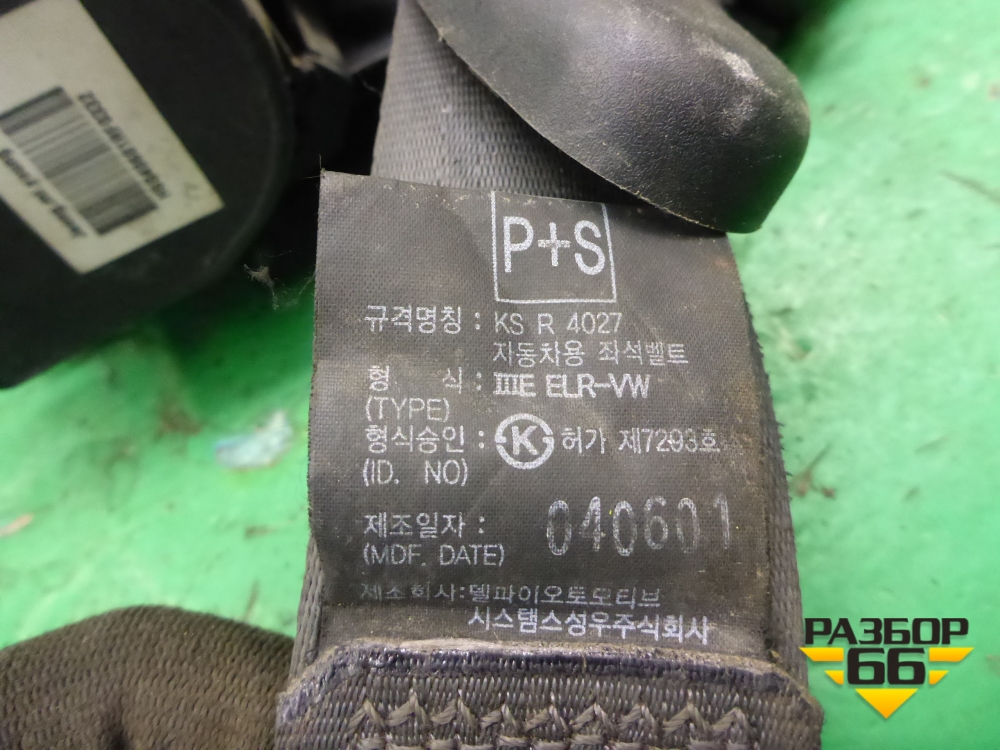 P+S
규격명칭 : KS R 4027
자동차용 좌석벨트
형 식 : IIIE ELR-VW
(TYPE)
형식승인 : K 허가 제7293호
(ID. NO)
제조일자 : 040601
(MDF. DATE)
제조회사:델파이오토모티브
시스템스성우주식회사
РАЗБОР
66